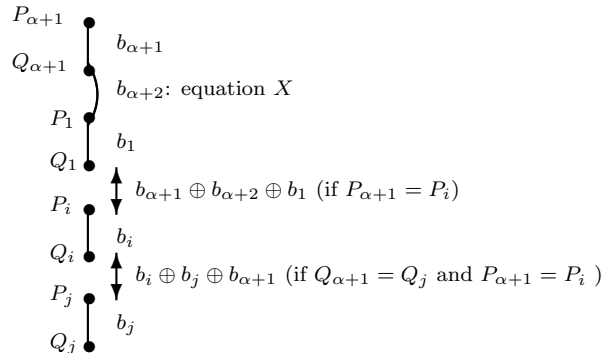 P_{α+1}
b_{α+1}
Q_{α+1}
b_{α+2}: equation X
P_1
b_1
Q_1
b_{α+1} ⊕ b_{α+2} ⊕ b_1 (if P_{α+1} = P_i)
P_i
b_i
Q_i
b_i ⊕ b_j ⊕ b_{α+1} (if Q_{α+1} = Q_j and P_{α+1} = P_i )
P_j
b_j
Q_j